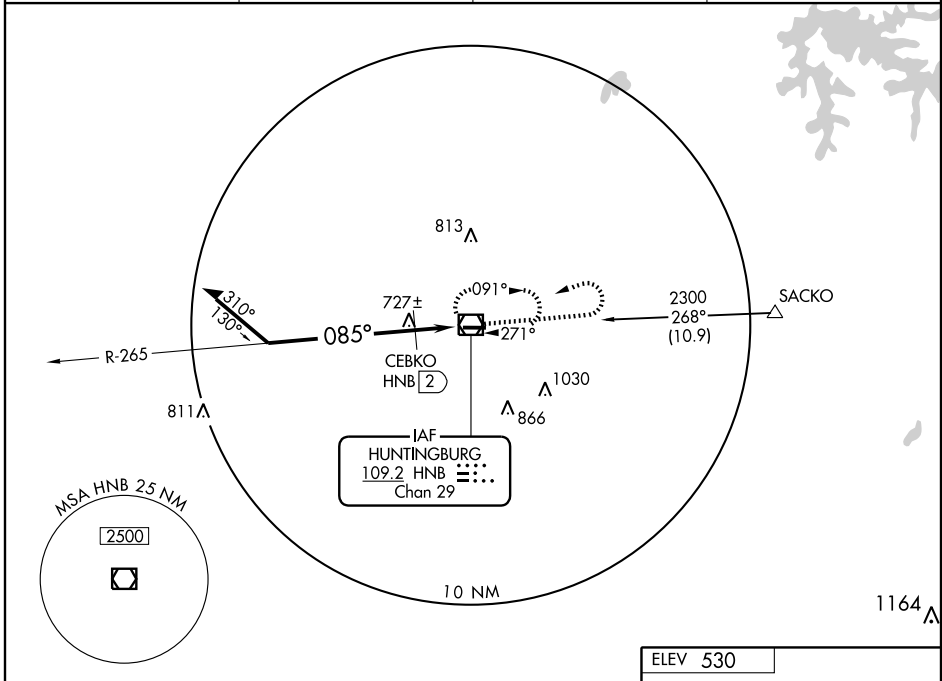 813
091°
2300
268°
(10.9)
SACKO
310°
130°
727±
271°
085°
R-265
CEBKO
HNB 2
1030
866
811
IAF
HUNTINGBURG
109.2 HNB
Chan 29
MSA HNB 25 NM
2500
10 NM
1164
ELEV 530